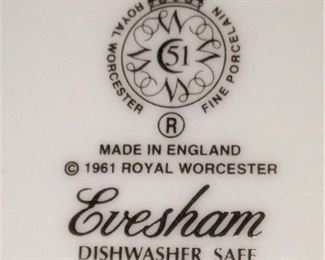 ROYAL WORCESTER
FINE PORCELAIN
51
®
MADE IN ENGLAND
© 1961 ROYAL WORCESTER
Evesham
DISHWASHER SAFE